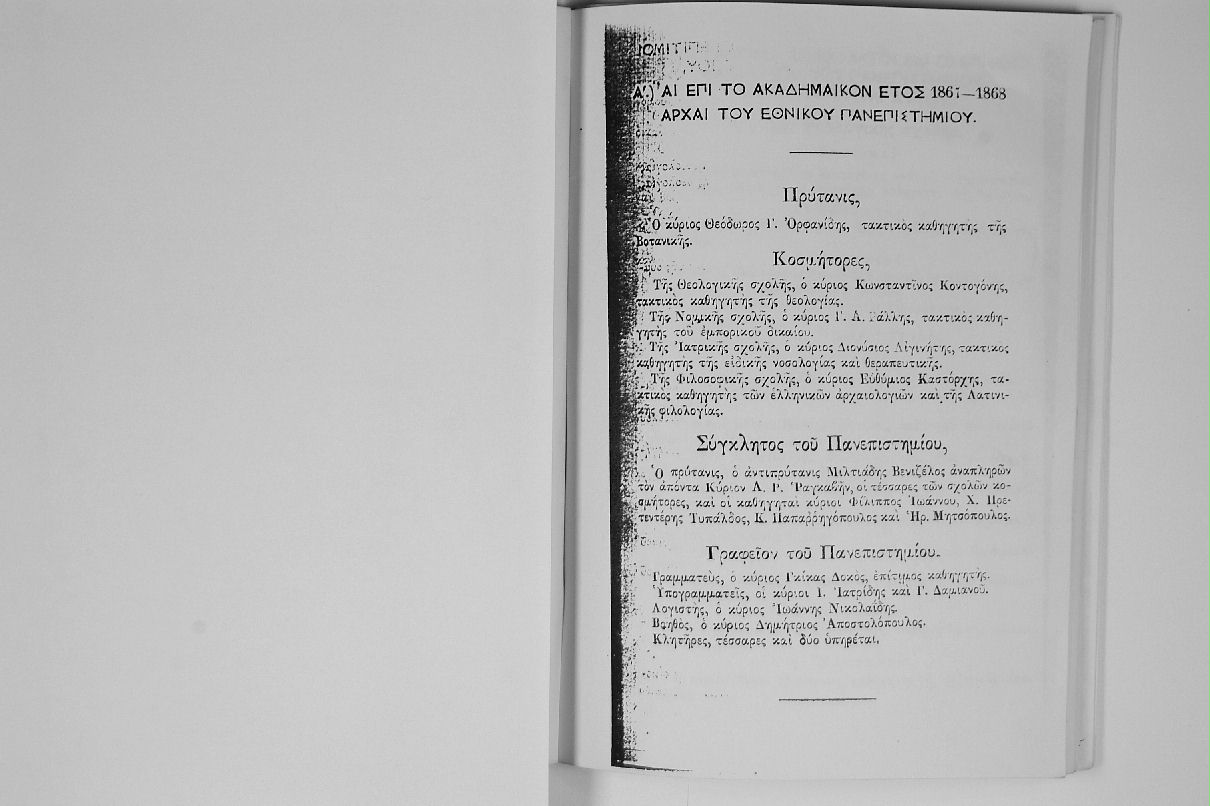 Α′.) ΑΙ ΕΠΙ ΤΟ ΑΚΑΔΗΜΑΙΚΟΝ ΕΤΟΣ 1867—1868
ΑΡΧΑΙ ΤΟΥ ΕΘΝΙΚΟΥ ΠΑΝΕΠΙΣΤΗΜΙΟΥ.
Πρύτανις,
Ὁ κύριος Θεόδωρος Γ. Ὀρφανίδης, τακτικὸς καθηγητὴς τῆς
Βοτανικῆς.
Κοσμήτορες,
Τῆς Θεολογικῆς σχολῆς, ὁ κύριος Κωνσταντῖνος Κοντογόνης,
τακτικὸς καθηγητὴς τῆς θεολογίας.
Τῆς Νομικῆς σχολῆς, ὁ κύριος Γ. Α. Ῥάλλης, τακτικὸς καθη-
γητὴς τοῦ ἐμπορικοῦ δικαίου.
Τῆς Ἰατρικῆς σχολῆς, ὁ κύριος Διονύσιος Αἰγινήτης, τακτικὸς
καθηγητὴς τῆς εἰδικῆς νοσολογίας καὶ θεραπευτικῆς.
Τῆς Φιλοσοφικῆς σχολῆς, ὁ κύριος Εὐθύμιος Καστόρχης, τα-
κτικὸς καθηγητὴς τῶν ἑλληνικῶν ἀρχαιολογιῶν καὶ τῆς Λατινι-
κῆς φιλολογίας.
Σύγκλητος τοῦ Πανεπιστημίου,
Ὁ πρύτανις, ὁ ἀντιπρύτανις Μιλτιάδης Βενιζέλος ἀναπληρῶν
τὸν ἀπόντα Κύριον Α. Ρ. Ῥαγκαβῆν, οἱ τέσσαρες τῶν σχολῶν κο-
σμήτορες, καὶ οἱ καθηγηταὶ κύριοι Φίλιππος Ἰωάννου, Χ. Πρε-
τεντέρης Τυπάλδος, Κ. Παπαῤῥηγόπουλος καὶ Ἡρ. Μητσόπουλος.
Γραφεῖον τοῦ Πανεπιστημίου.
Γραμματεὺς, ὁ κύριος Γκίκας Δοκὸς, ἐπίτιμος καθηγητὴς.
Ὑπογραμματεῖς, οἱ κύριοι Ι. Ἰατρίδης καὶ Γ. Δαμιανοῦ.
Λογιστὴς, ὁ κύριος Ἰωάννης Νικολαΐδης.
Βοηθὸς, ὁ κύριος Δημήτριος Ἀποστολόπουλος.
Κλητῆρες, τέσσαρες καὶ δύο ὑπηρέται.